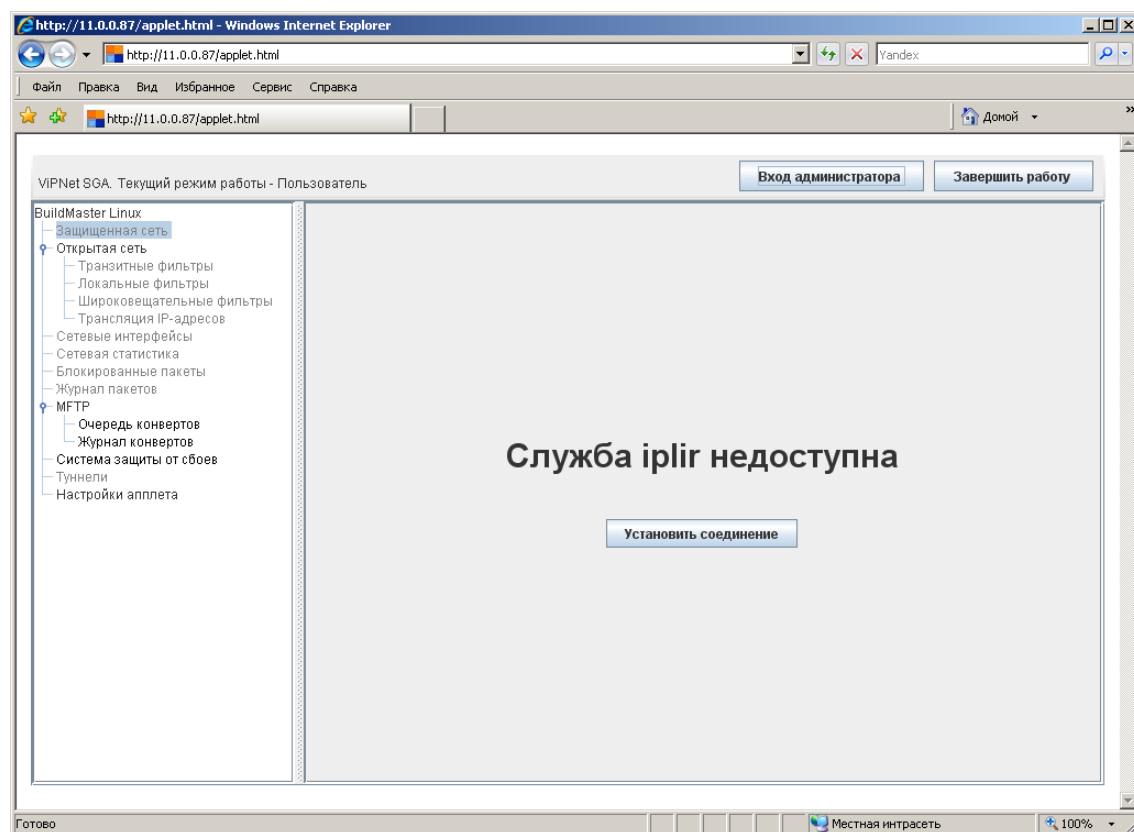 http://11.0.0.87/applet.html - Windows Internet Explorer
http://11.0.0.87/applet.html
Yandex
Файл Правка Вид Избранное Сервис Справка
http://11.0.0.87/applet.html
Домой
ViPNet SGA. Текущий режим работы - Пользователь
Вход администратора
Завершить работу
BuildMaster Linux
Защищенная сеть
Открытая сеть
Транзитные фильтры
Локальные фильтры
Широковещательные фильтры
Трансляция IP-адресов
Сетевые интерфейсы
Сетевая статистика
Блокированные пакеты
Журнал пакетов
MFTP
Очередь конвертов
Журнал конвертов
Система защиты от сбоев
Туннели
Настройки апплета
Служба iplir недоступна
Установить соединение
Готово
Местная интрасеть
100%